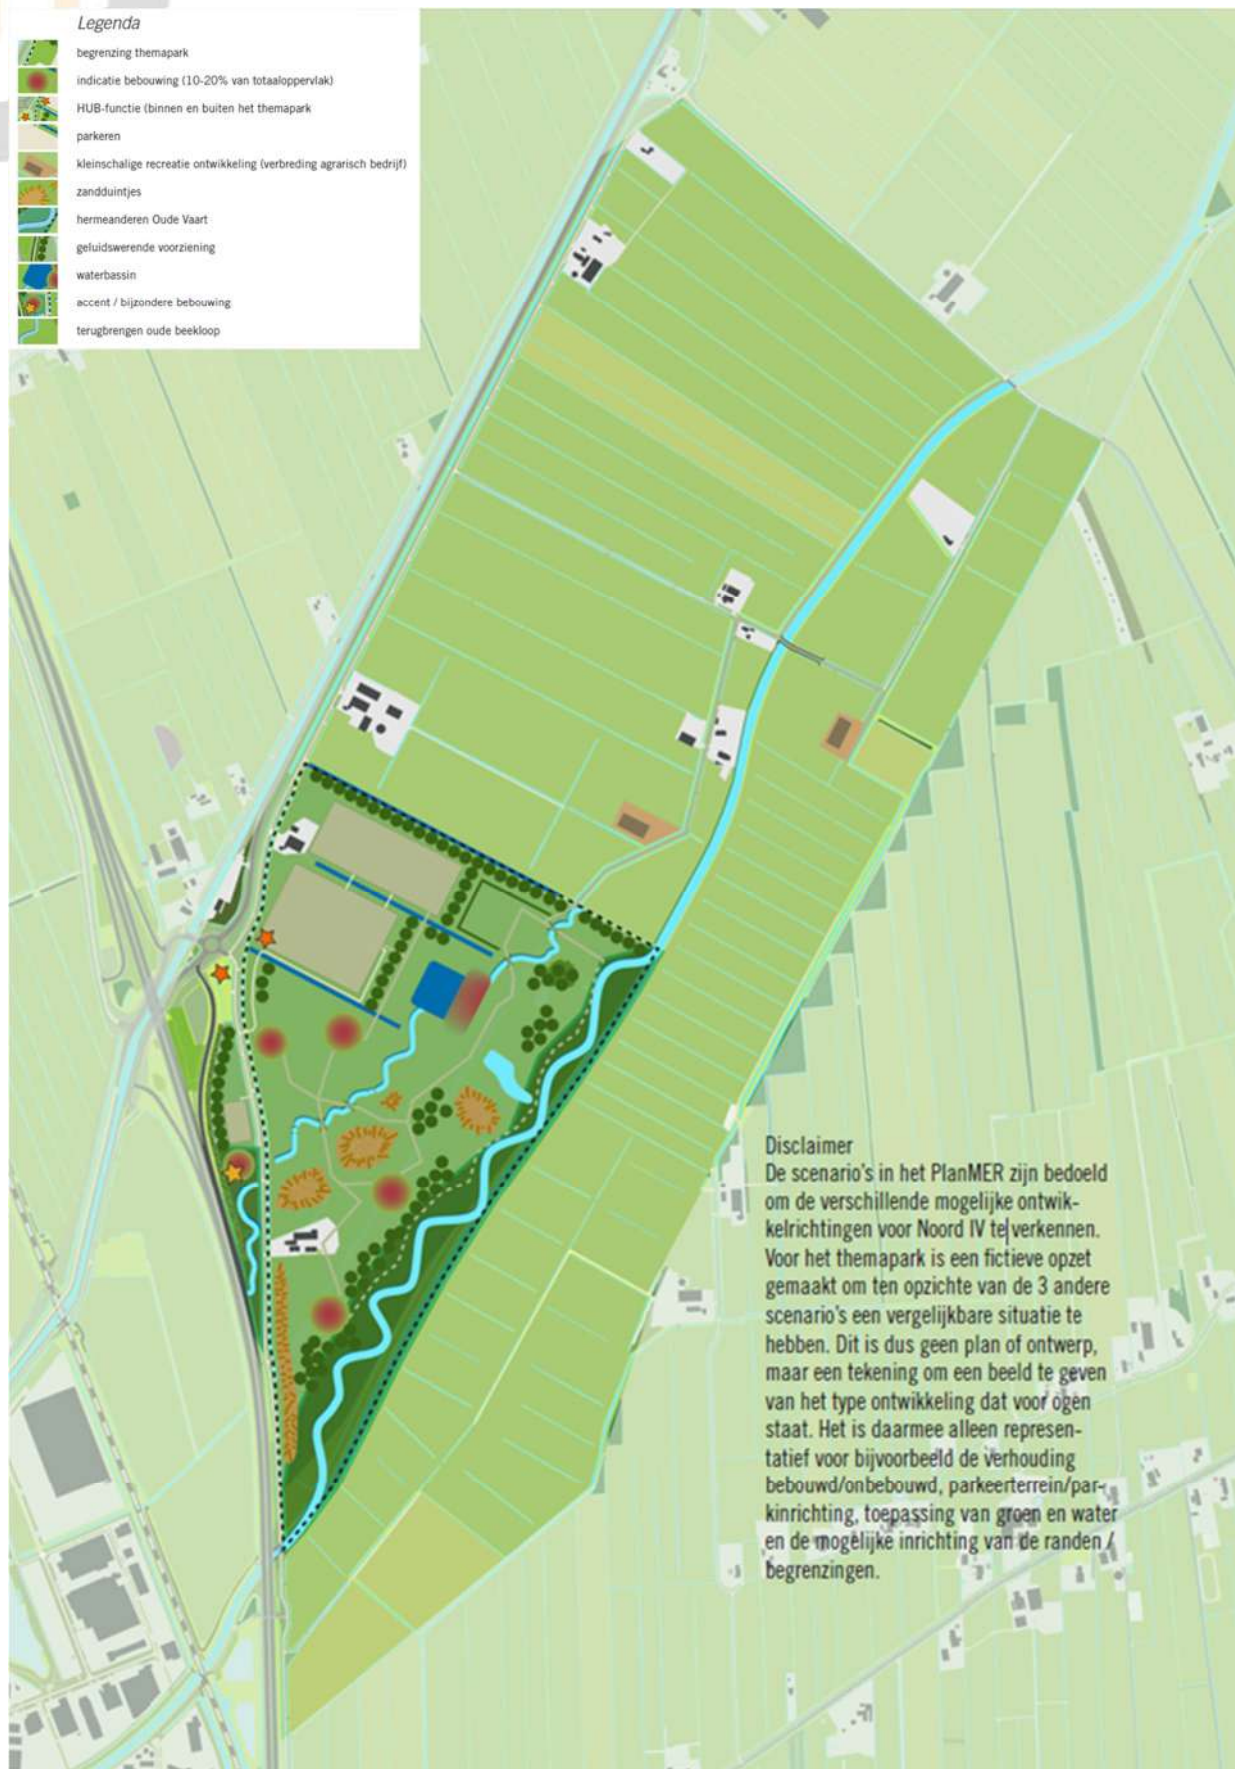 Legenda
begrenzing themapark
indicatie bebouwing (10-20% van totaaloppervlak)
HUB-functie (binnen en buiten het themapark
parkeren
kleinschalige recreatie ontwikkeling (verbreding agrarisch bedrijf)
zandduintjes
hermeanderen Oude Vaart
geluidswerende voorziening
waterbassin
accent / bijzondere bebouwing
terugbrengen oude beekloop
Disclaimer
De scenario's in het PlanMER zijn bedoeld
om de verschillende mogelijke ontwik-
kelrichtingen voor Noord IV te verkennen.
Voor het themapark is een fictieve opzet
gemaakt om ten opzichte van de 3 andere
scenario's een vergelijkbare situatie te
hebben. Dit is dus geen plan of ontwerp,
maar een tekening om een beeld te geven
van het type ontwikkeling dat voor ogen
staat. Het is daarmee alleen represen-
tatief voor bijvoorbeeld de verhouding
bebouwd/onbebouwd, parkeerterrein/par-
kinrichting, toepassing van groen en water
en de mogelijke inrichting van de randen /
begrenzingen.